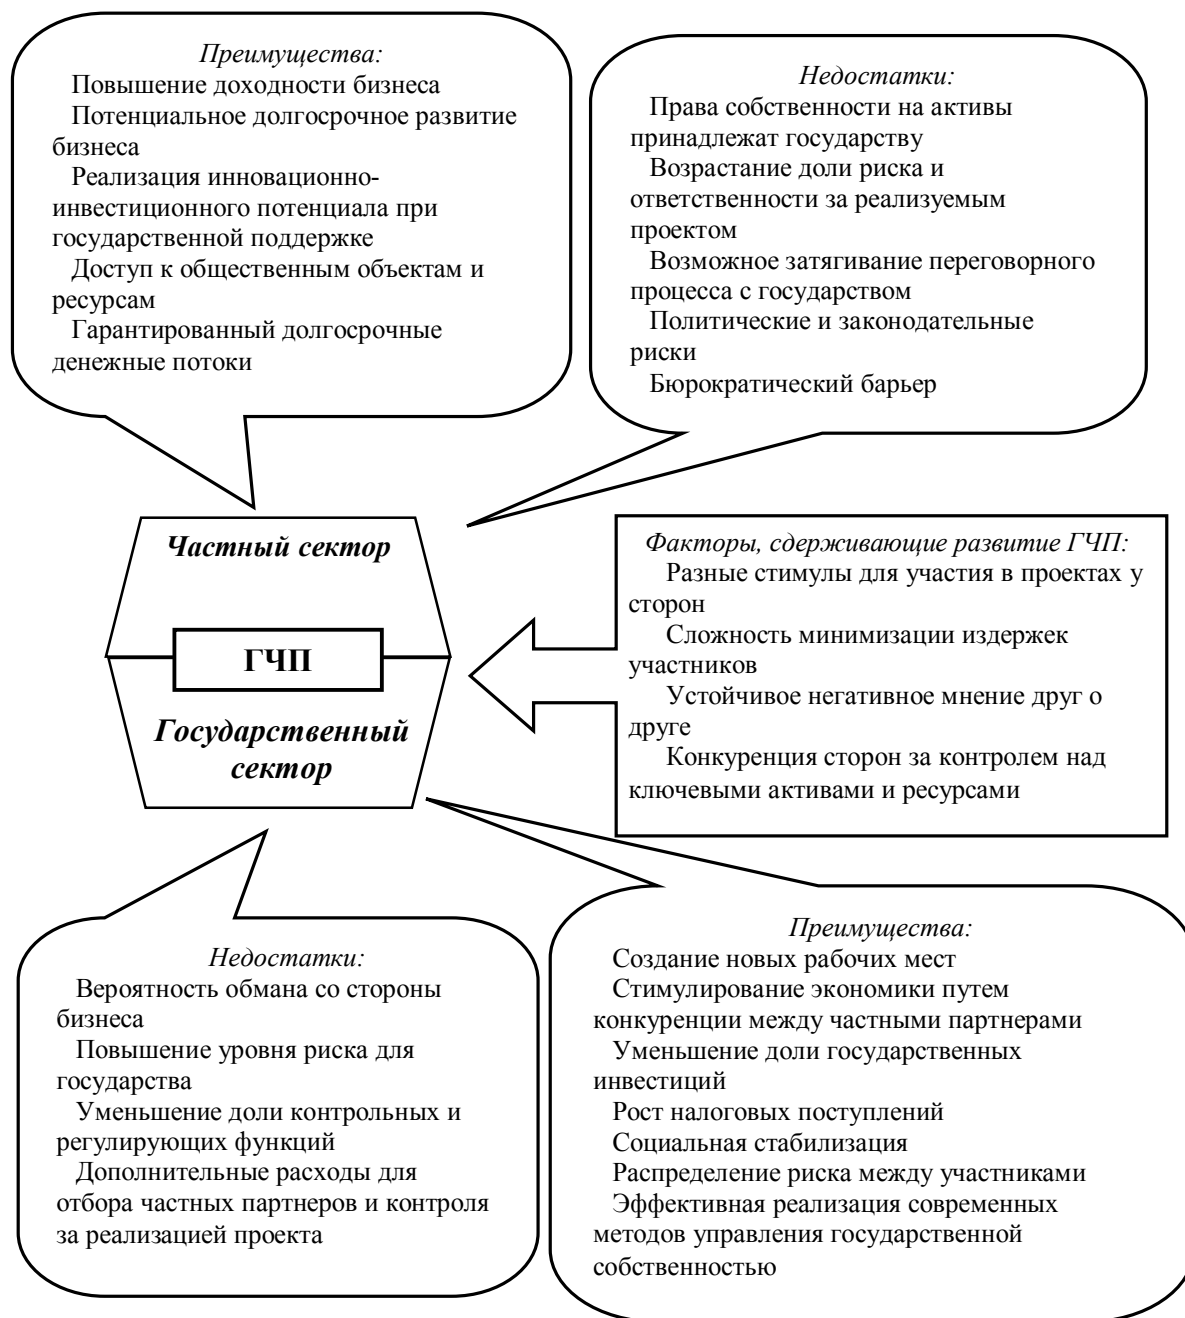 Преимущества:
Повышение доходности бизнеса
Потенциальное долгосрочное развитие
бизнеса
Реализация инновационно-
инвестиционного потенциала при
государственной поддержке
Доступ к общественным объектам и
ресурсам
Гарантированный долгосрочные
денежные потоки
Недостатки:
Права собственности на активы
принадлежат государству
Возрастание доли риска и
ответственности за реализуемым
проектом
Возможное затягивание переговорного
процесса с государством
Политические и законодательные
риски
Бюрократический барьер
Частный сектор
ГЧП
Государственный
сектор
Факторы, сдерживающие развитие ГЧП:
Разные стимулы для участия в проектах у
сторон
Сложность минимизации издержек
участников
Устойчивое негативное мнение друг о
друге
Конкуренция сторон за контролем над
ключевыми активами и ресурсами
Недостатки:
Вероятность обмана со стороны
бизнеса
Повышение уровня риска для
государства
Уменьшение доли контрольных и
регулирующих функций
Дополнительные расходы для
отбора частных партнеров и контроля
за реализацией проекта
Преимущества:
Создание новых рабочих мест
Стимулирование экономики путем
конкуренции между частными партнерами
Уменьшение доли государственных
инвестиций
Рост налоговых поступлений
Социальная стабилизация
Распределение риска между участниками
Эффективная реализация современных
методов управления государственной
собственностью